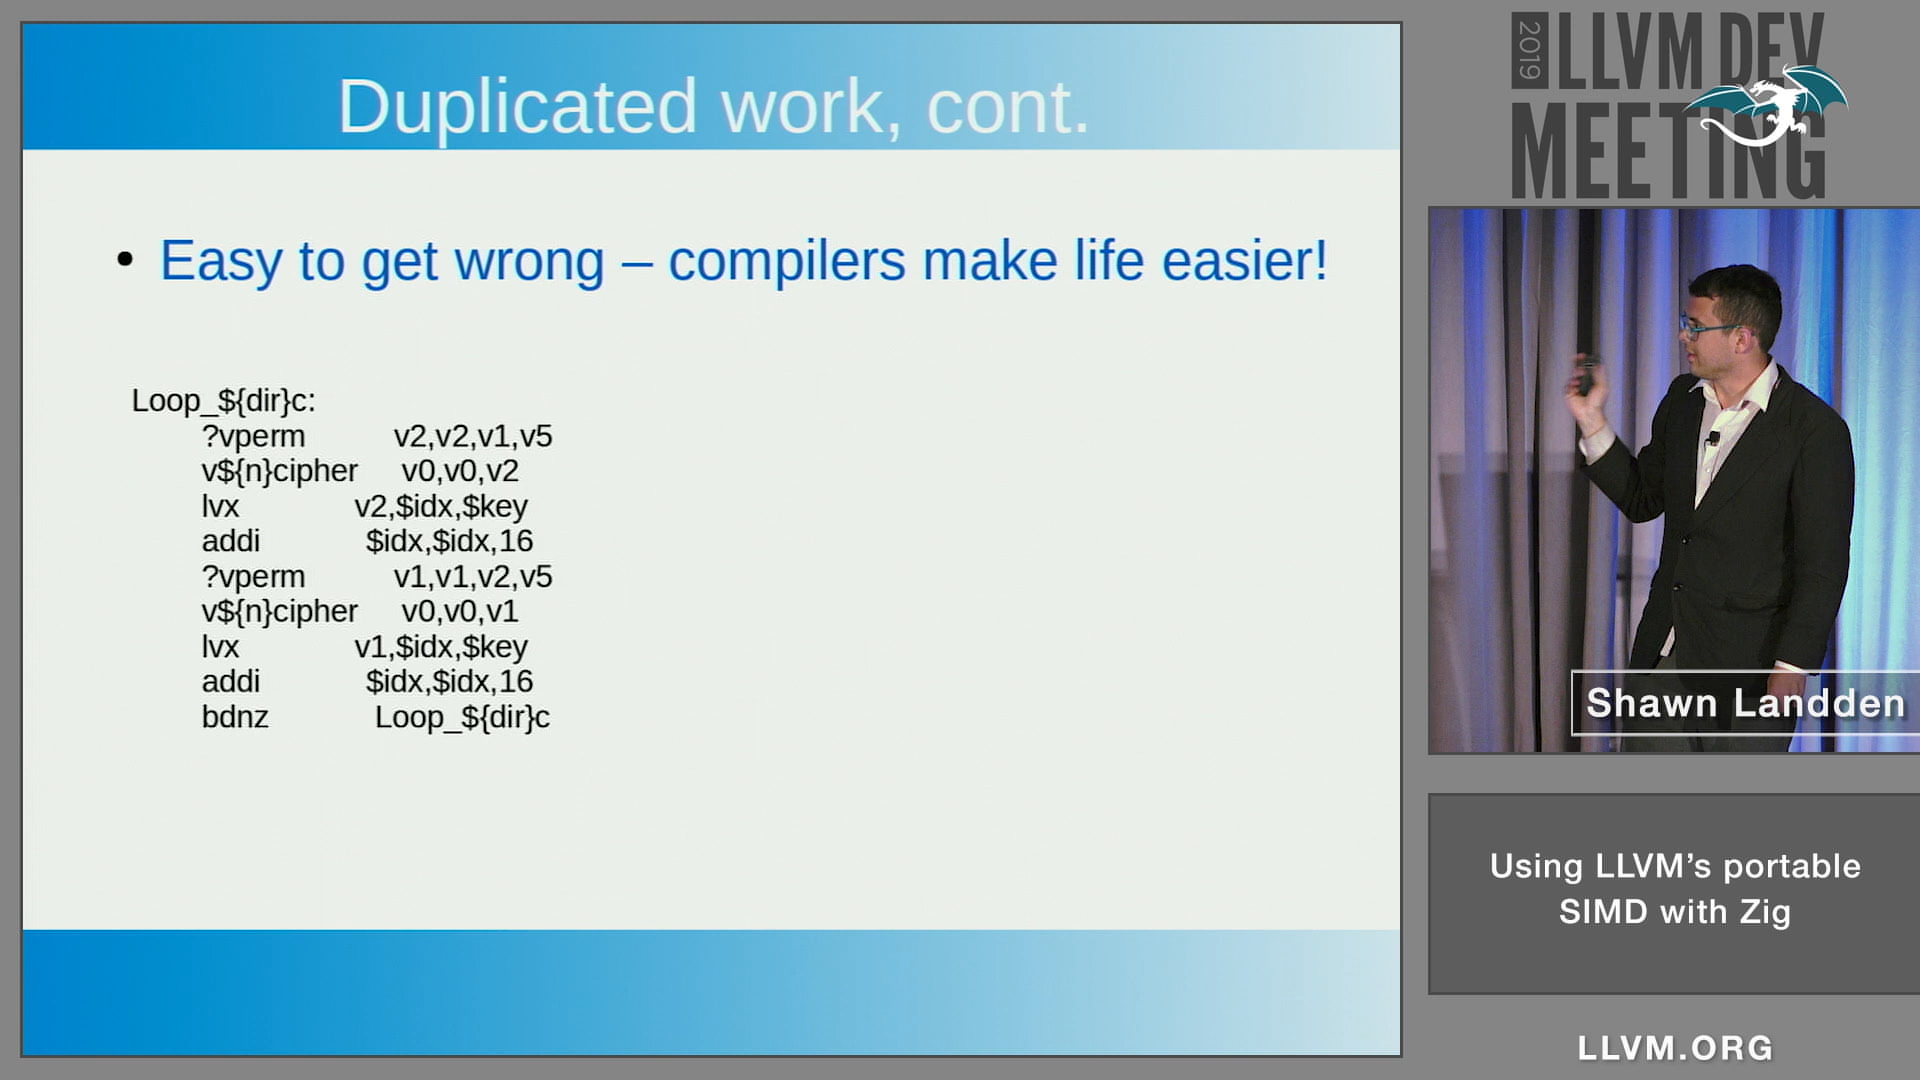 Duplicated work, cont.
• Easy to get wrong – compilers make life easier!
Loop_${dir}c:
?vperm v2,v2,v1,v5
v${n}cipher v0,v0,v2
lvx v2,$idx,$key
addi $idx,$idx,16
?vperm v1,v1,v2,v5
v${n}cipher v0,v0,v1
lvx v1,$idx,$key
addi $idx,$idx,16
bdnz Loop_${dir}c
2019 LLVM DEV
MEETING
Shawn Landden
Using LLVM’s portable
SIMD with Zig
LLVM.ORG